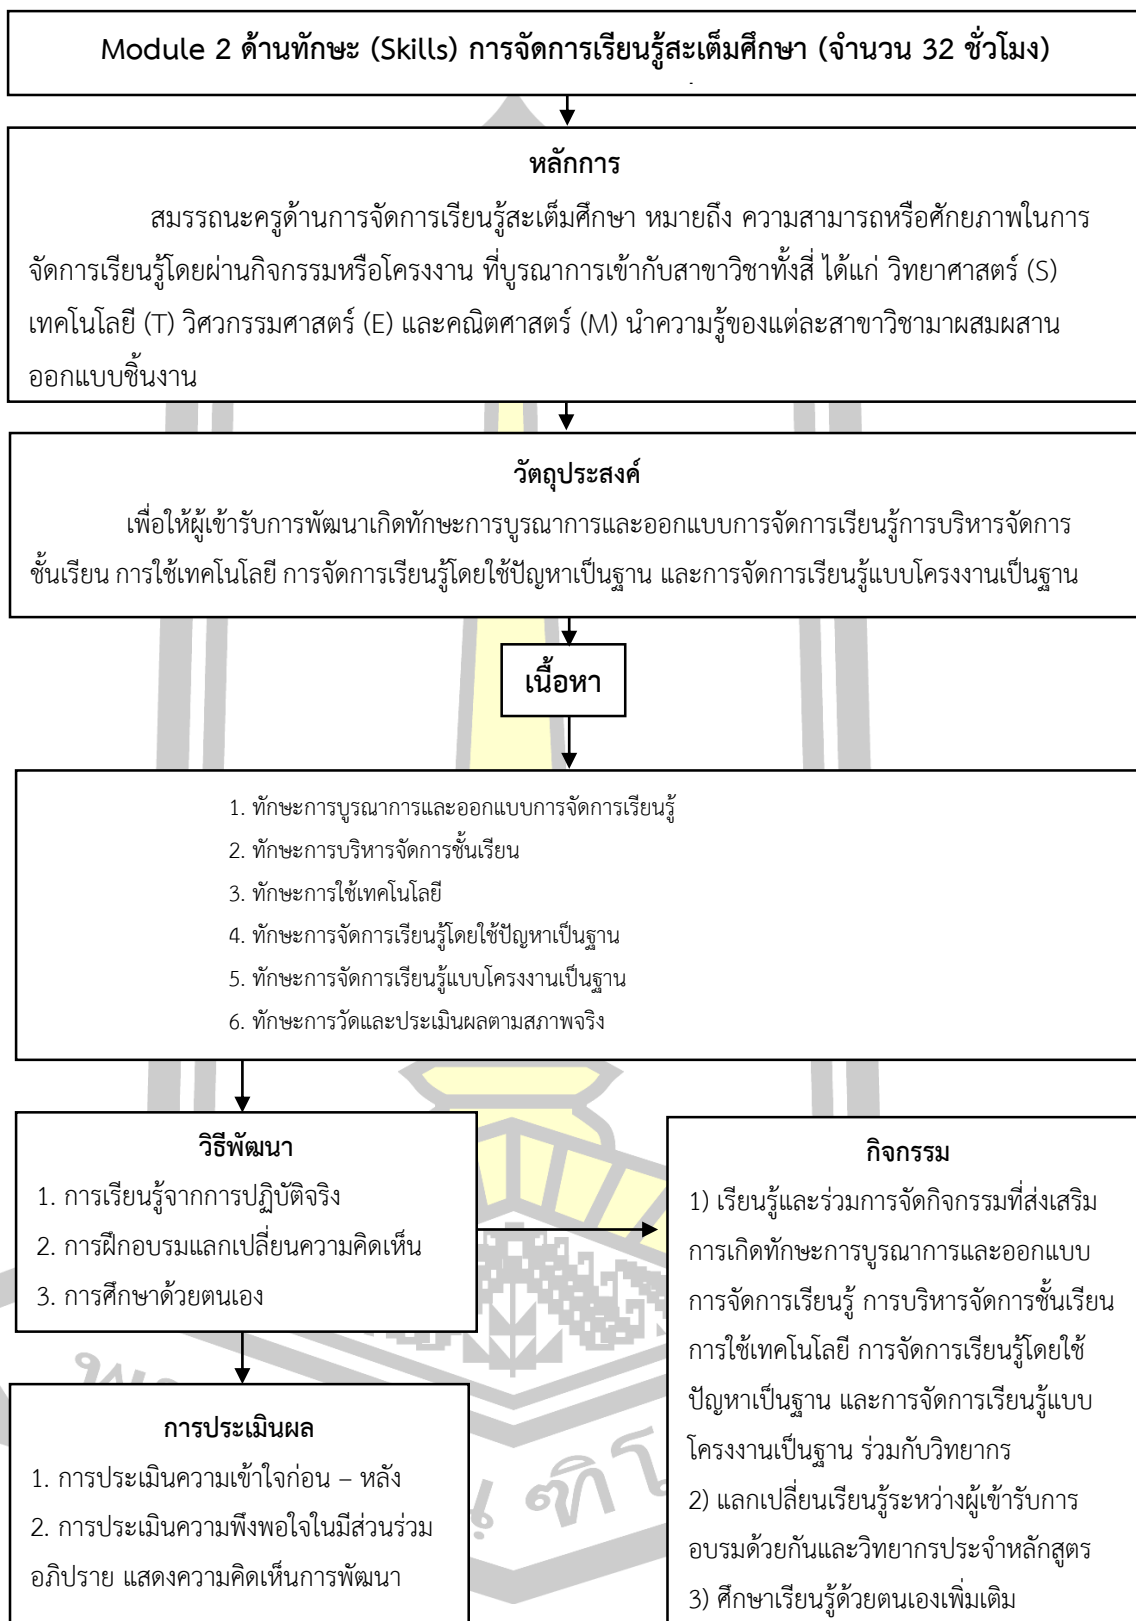 Module 2 ด้านทักษะ (Skills) การจัดการเรียนรู้สะเต็มศึกษา (จำนวน 32 ชั่วโมง)
หลักการ
สมรรถนะครูด้านการจัดการเรียนรู้สะเต็มศึกษา หมายถึง ความสามารถหรือศักยภาพในการ
จัดการเรียนรู้โดยผ่านกิจกรรมหรือโครงงาน ที่บูรณาการเข้ากับสาขาวิชาทั้งสี่ ได้แก่ วิทยาศาสตร์ (S)
เทคโนโลยี (T) วิศวกรรมศาสตร์ (E) และคณิตศาสตร์ (M) นำความรู้ของแต่ละสาขาวิชามาผสมผสาน
ออกแบบชิ้นงาน
วัตถุประสงค์
เพื่อให้ผู้เข้ารับการพัฒนาเกิดทักษะการบูรณาการและออกแบบการจัดการเรียนรู้การบริหารจัดการ
ชั้นเรียน การใช้เทคโนโลยี การจัดการเรียนรู้โดยใช้ปัญหาเป็นฐาน และการจัดการเรียนรู้แบบโครงงานเป็นฐาน
เนื้อหา
1. ทักษะการบูรณาการและออกแบบการจัดการเรียนรู้
2. ทักษะการบริหารจัดการชั้นเรียน
3. ทักษะการใช้เทคโนโลยี
4. ทักษะการจัดการเรียนรู้โดยใช้ปัญหาเป็นฐาน
5. ทักษะการจัดการเรียนรู้แบบโครงงานเป็นฐาน
6. ทักษะการวัดและประเมินผลตามสภาพจริง
วิธีพัฒนา
1. การเรียนรู้จากการปฏิบัติจริง
2. การฝึกอบรมแลกเปลี่ยนความคิดเห็น
3. การศึกษาด้วยตนเอง
กิจกรรม
1) เรียนรู้และร่วมการจัดกิจกรรมที่ส่งเสริม
การเกิดทักษะการบูรณาการและออกแบบ
การจัดการเรียนรู้ การบริหารจัดการชั้นเรียน
การใช้เทคโนโลยี การจัดการเรียนรู้โดยใช้
ปัญหาเป็นฐาน และการจัดการเรียนรู้แบบ
โครงงานเป็นฐาน ร่วมกับวิทยากร
2) แลกเปลี่ยนเรียนรู้ระหว่างผู้เข้ารับการ
อบรมด้วยกันและวิทยากรประจำหลักสูตร
3) ศึกษาเรียนรู้ด้วยตนเองเพิ่มเติม
การประเมินผล
1. การประเมินความเข้าใจก่อน – หลัง
2. การประเมินความพึงพอใจในมีส่วนร่วม
อภิปราย แสดงความคิดเห็นการพัฒนา